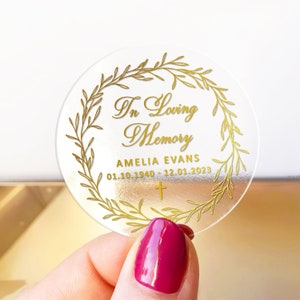 In Loving
Memory
AMELIA EVANS
01.10.1940 - 12.01.2023